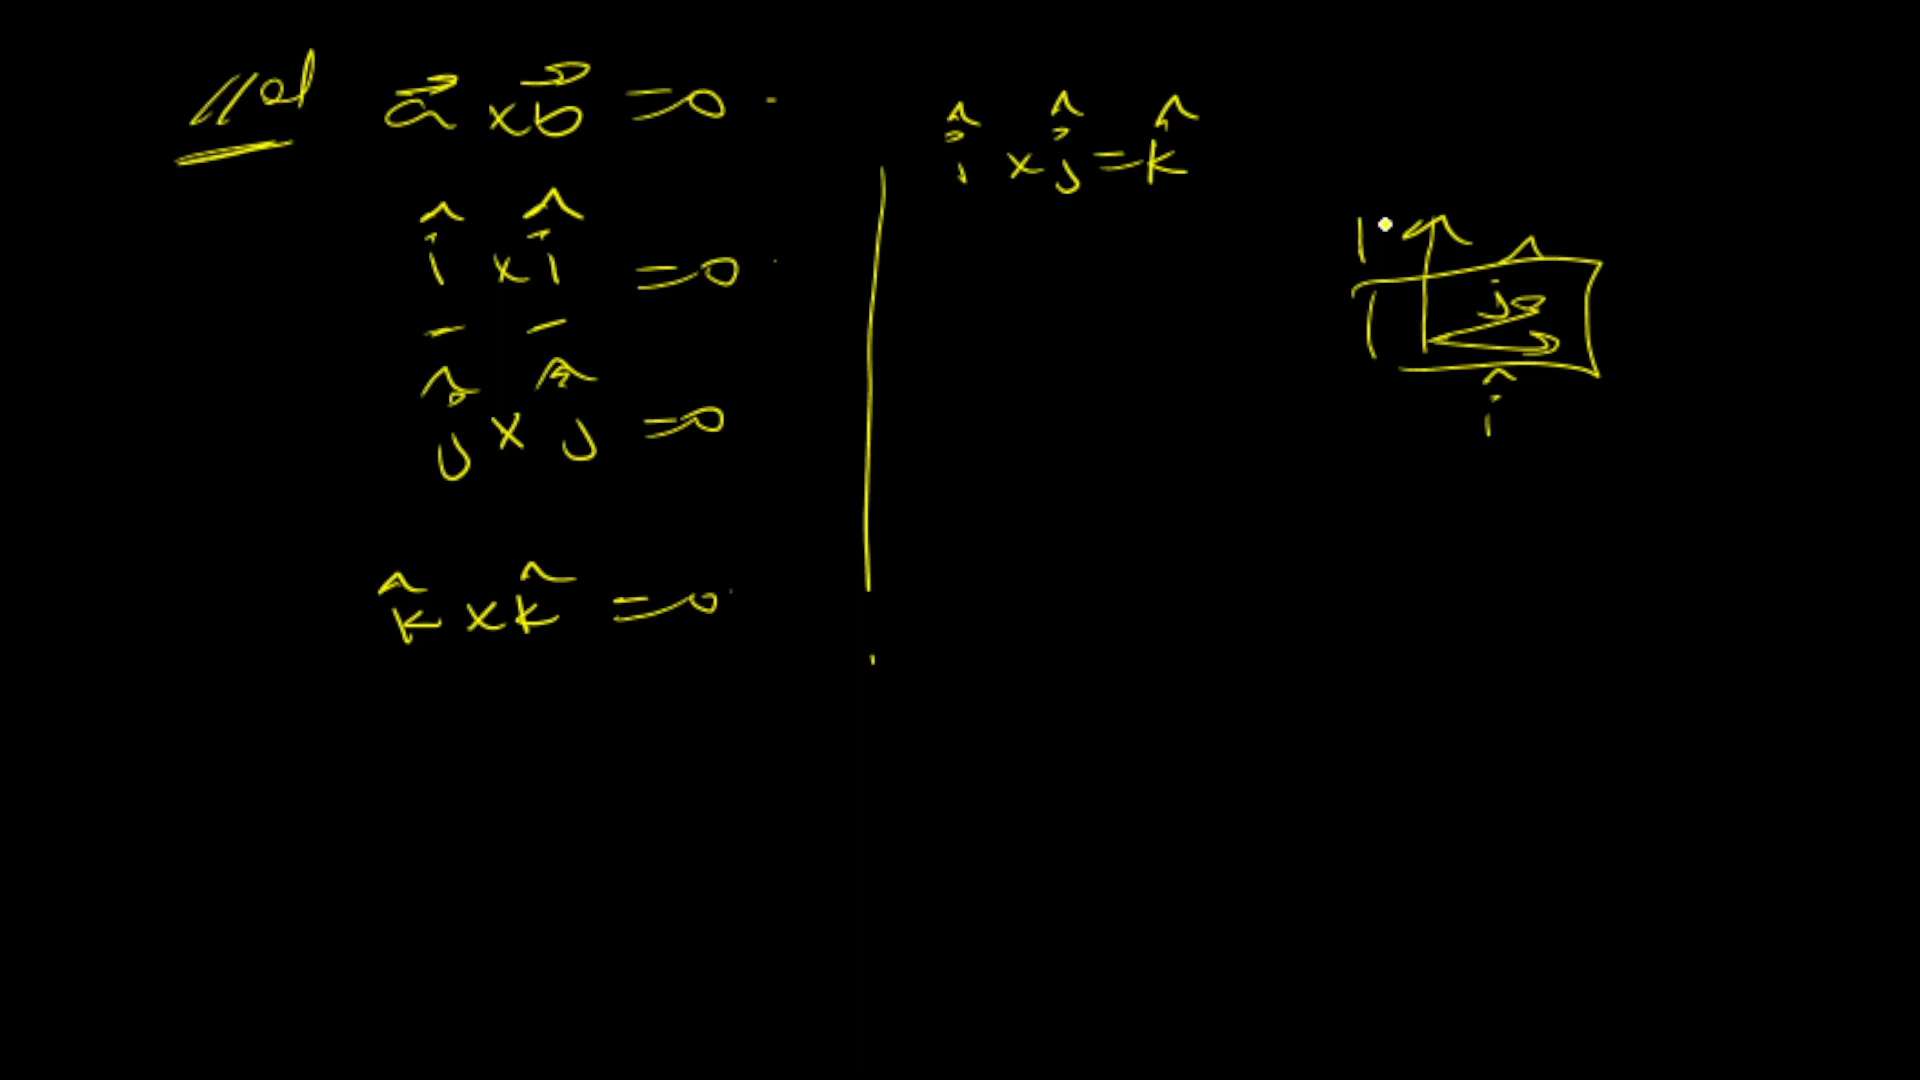 //el a⃗ x b⃗ = 0
î x î = 0
ĵ x ĵ = 0
k̂ x k̂ = 0
î x ĵ = k̂
ĵ
î